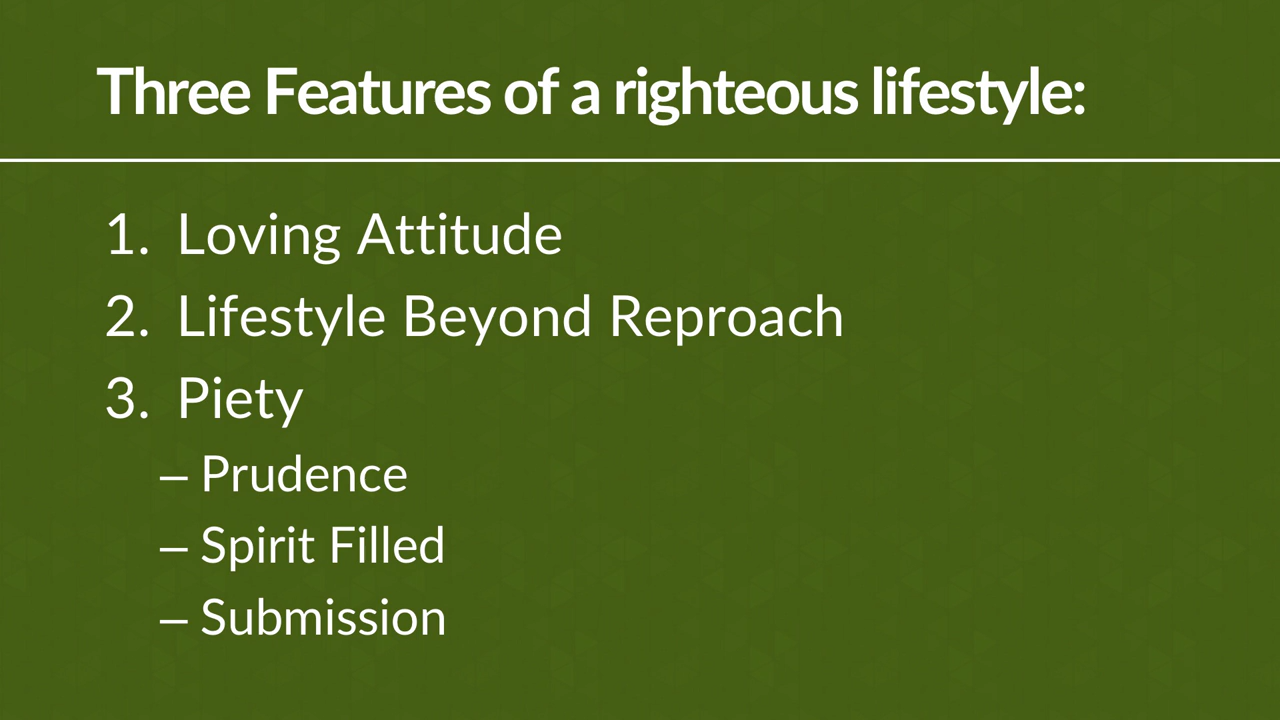 Three Features of a righteous lifestyle:
1. Loving Attitude
2. Lifestyle Beyond Reproach
3. Piety
– Prudence
– Spirit Filled
– Submission